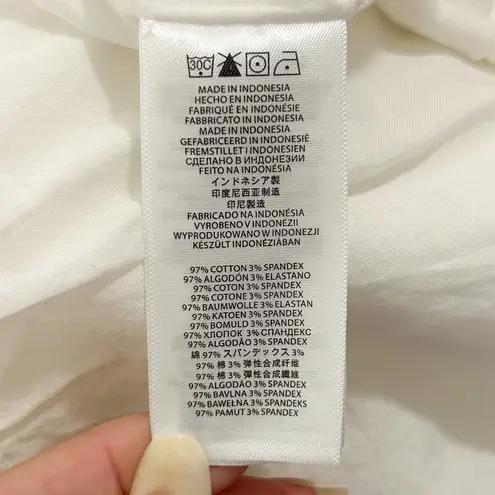 30C
MADE IN INDONESIA
HECHO EN INDONESIA
FABRIQUÉ EN INDONÉSIE
FABBRICATO IN INDONESIA
MADE IN INDONESIA
GEFABRICEERD IN INDONESIË
FREMSTILLET I INDONESIEN
СДЕЛАНО В ИНДОНЕЗИИ
FEITO NA INDONÉSIA
インドネシア製
印度尼西亚制造
印尼製造
FABRICADO NA INDONÉSIA
VYROBENO V INDONÉZII
WYPRODUKOWANO W INDONEZJI
KÉSZÜLT INDONÉZIÁBAN
97% COTTON 3% SPANDEX
97% ALGODÓN 3% ELASTANO
97% COTON 3% SPANDEX
97% COTONE 3% SPANDEX
97% BAUMWOLLE 3% ELASTAN
97% KATOEN 3% SPANDEX
97% BOMULD 3% SPANDEX
97% ХЛОПОК 3% СПАНДЕКС
97% ALGODÃO 3% SPANDEX
綿 97% スパンデックス 3%
97% 棉 3% 弹性合成纤维
97% 棉 3% 彈性合成纖維
97% ALGODÃO 3% SPANDEX
97% BAVLNA 3% SPANDEX
97% BAWEŁNA 3% SPANDEKS
97% PAMUT 3% SPANDEX